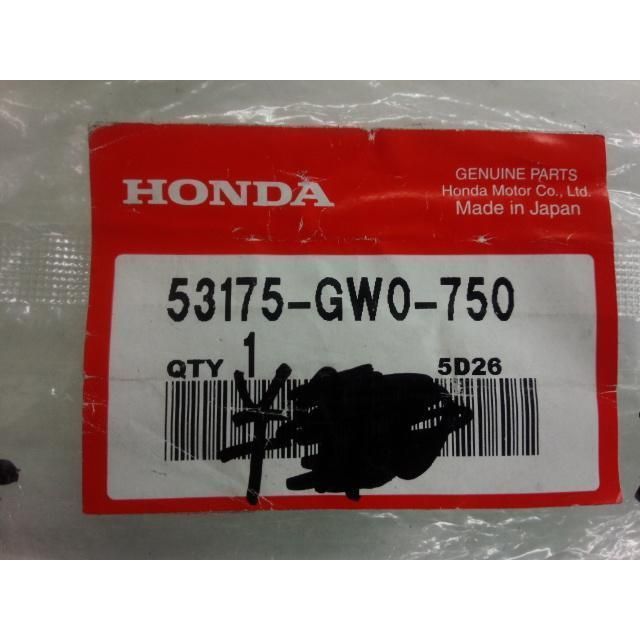 HONDA
GENUINE PARTS
Honda Motor Co., Ltd.
Made in Japan
53175-GW0-750
QTY 1
5D26
¥